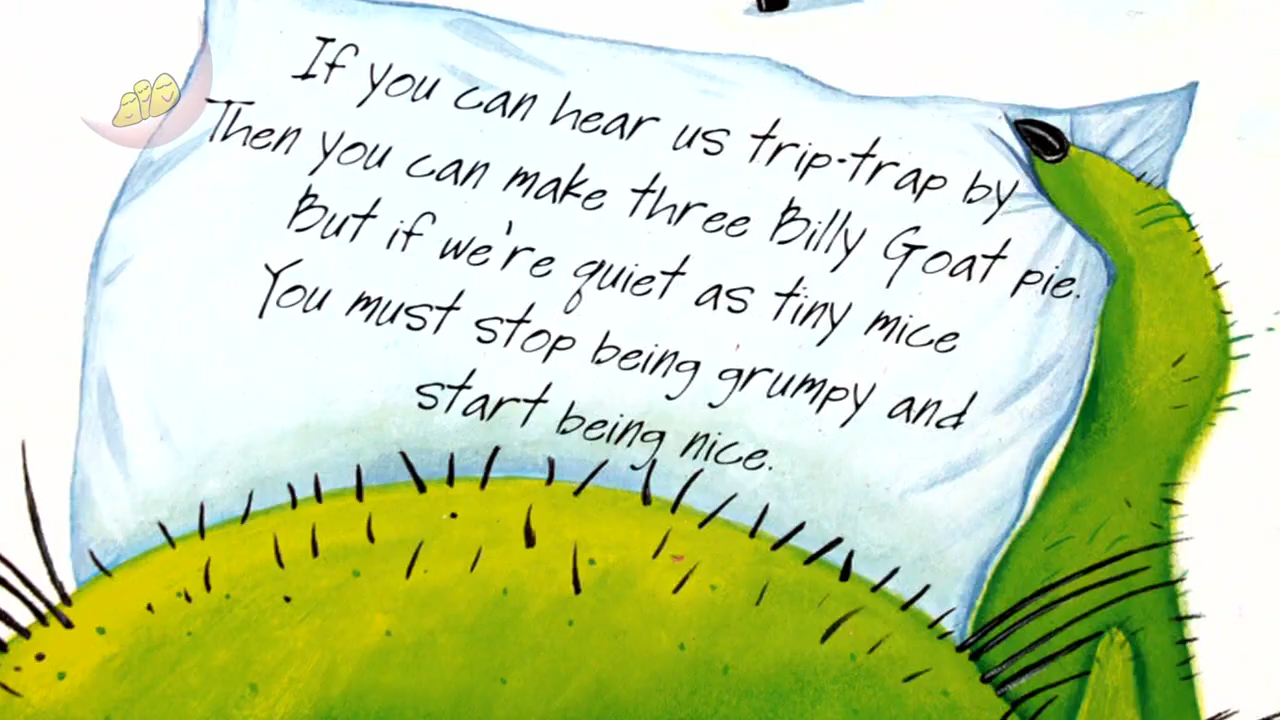 If you can hear us trip-trap by
Then you can make three Billy Goat pie.
But if we're quiet as tiny mice
You must stop being grumpy and
start being nice.